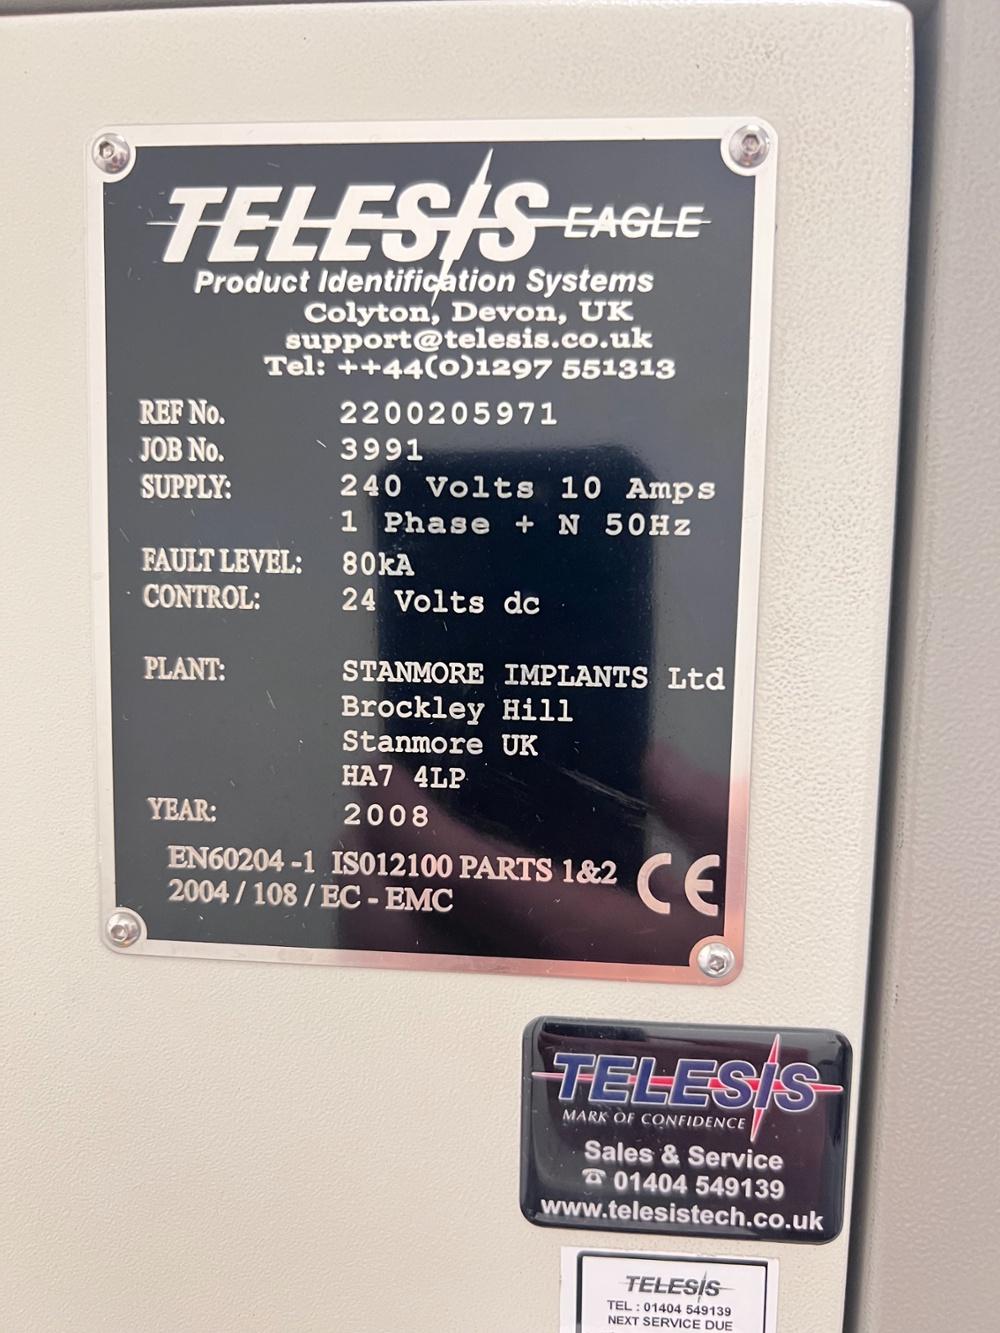 TELESIS EAGLE
Product Identification Systems
Colyton, Devon, UK
support@telesis.co.uk
Tel: ++44(0)1297 551313
REF No. 2200205971
JOB No. 3991
SUPPLY: 240 Volts 10 Amps
1 Phase + N 50Hz
FAULT LEVEL: 80kA
CONTROL: 24 Volts dc
PLANT: STANMORE IMPLANTS Ltd
Brockley Hill
Stanmore UK
HA7 4LP
YEAR: 2008
EN60204 -1 IS012100 PARTS 1&2
2004 / 108 / EC - EMC CE
TELESIS
MARK OF CONFIDENCE
Sales & Service
☎ 01404 549139
www.telesistech.co.uk
TELESIS
TEL : 01404 549139
NEXT SERVICE DUE